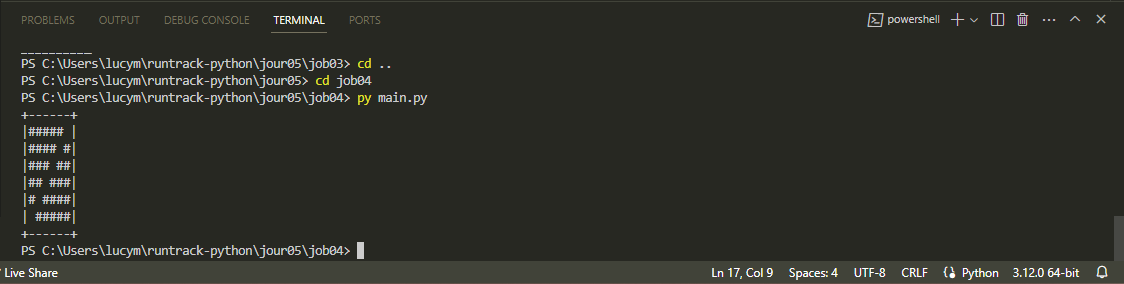 PROBLEMS OUTPUT DEBUG CONSOLE TERMINAL PORTS powershell
__________
PS C:\Users\lucym\runtrack-python\jour05\job03> cd ..
PS C:\Users\lucym\runtrack-python\jour05> cd job04
PS C:\Users\lucym\runtrack-python\jour05\job04> py main.py
+------+
|##### |
|#### #|
|### ##|
|## ###|
|# ####|
| #####|
+------+
PS C:\Users\lucym\runtrack-python\jour05\job04>
Live Share Ln 17, Col 9 Spaces: 4 UTF-8 CRLF Python 3.12.0 64-bit